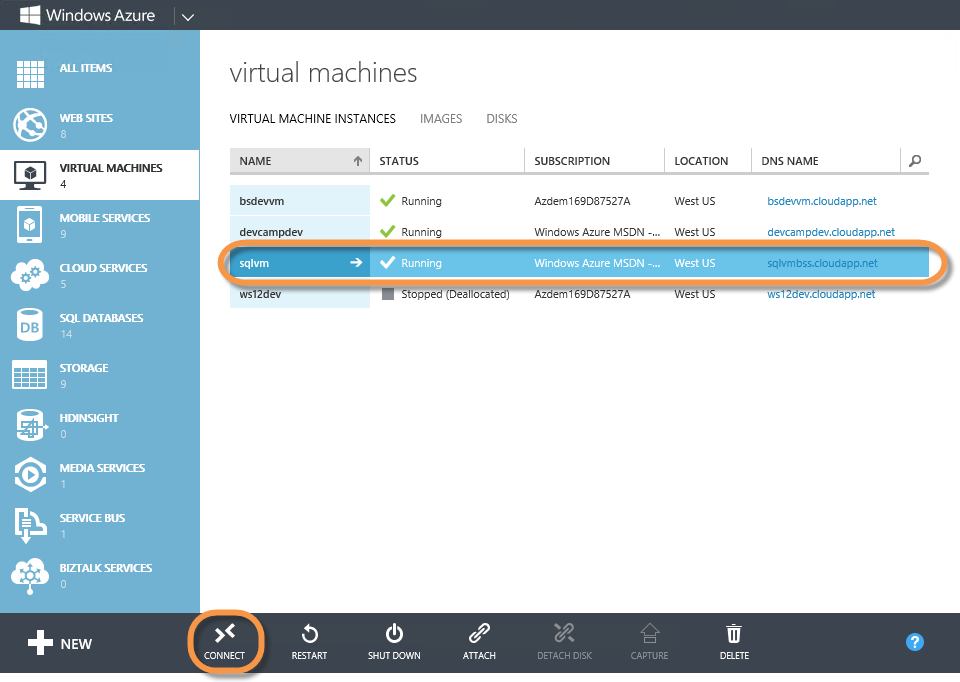 Windows Azure
ALL ITEMS
WEB SITES
8
VIRTUAL MACHINES
4
MOBILE SERVICES
9
CLOUD SERVICES
5
DB
SQL DATABASES
14
STORAGE
9
HDINSIGHT
0
MEDIA SERVICES
1
SERVICE BUS
1
BIZTALK SERVICES
0
virtual machines
VIRTUAL MACHINE INSTANCES IMAGES DISKS
NAME STATUS SUBSCRIPTION LOCATION DNS NAME
bsdevvm Running Azdem169D87527A West US bsdevvm.cloudapp.net
devcampdev Running Windows Azure MSDN -... West US devcampdev.cloudapp.net
sqlvm Running Windows Azure MSDN -... West US sqlvmbss.cloudapp.net
ws12dev Stopped (Deallocated) Azdem169D87527A West US ws12dev.cloudapp.net
NEW CONNECT RESTART SHUT DOWN ATTACH DETACH DISK CAPTURE DELETE ?